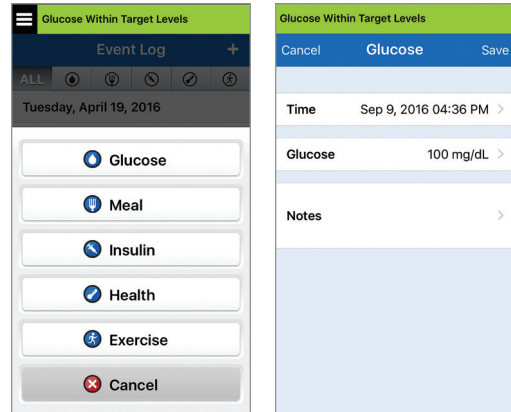 Glucose Within Target Levels
Event Log +
ALL
Tuesday, April 19, 2016
Glucose
Meal
Insulin
Health
Exercise
Cancel
Glucose Within Target Levels
Cancel Glucose Save
Time Sep 9, 2016 04:36 PM >
Glucose 100 mg/dL >
Notes >